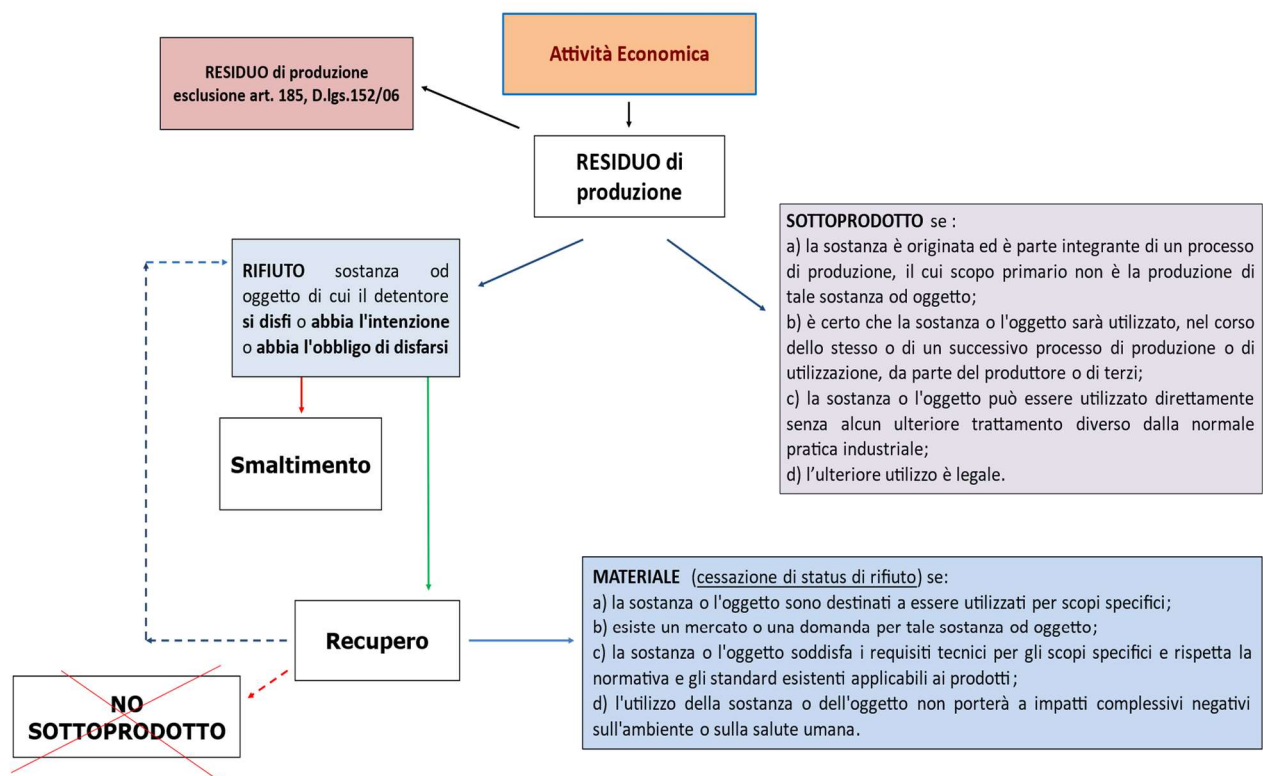 Attività Economica
RESIDUO di produzione
esclusione art. 185, D.lgs.152/06
RESIDUO di
produzione
SOTTOPRODOTTO se :
a) la sostanza è originata ed è parte integrante di un processo
di produzione, il cui scopo primario non è la produzione di
tale sostanza od oggetto;
b) è certo che la sostanza o l'oggetto sarà utilizzato, nel corso
dello stesso o di un successivo processo di produzione o di
utilizzazione, da parte del produttore o di terzi;
c) la sostanza o l'oggetto può essere utilizzato direttamente
senza alcun ulteriore trattamento diverso dalla normale
pratica industriale;
d) l’ulteriore utilizzo è legale.
RIFIUTO sostanza od
oggetto di cui il detentore
si disfi o abbia l'intenzione
o abbia l'obbligo di disfarsi
Smaltimento
MATERIALE (cessazione di status di rifiuto) se:
a) la sostanza o l'oggetto sono destinati a essere utilizzati per scopi specifici;
b) esiste un mercato o una domanda per tale sostanza od oggetto;
c) la sostanza o l'oggetto soddisfa i requisiti tecnici per gli scopi specifici e rispetta la
normativa e gli standard esistenti applicabili ai prodotti;
d) l'utilizzo della sostanza o dell'oggetto non porterà a impatti complessivi negativi
sull'ambiente o sulla salute umana.
Recupero
NO
SOTTOPRODOTTO